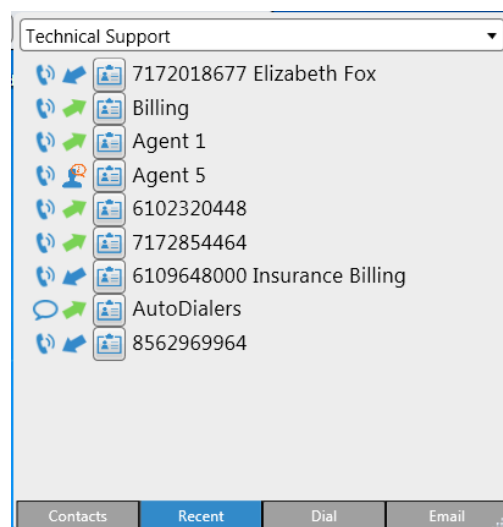 Technical Support
7172018677 Elizabeth Fox
Billing
Agent 1
Agent 5
6102320448
7172854464
6109648000 Insurance Billing
AutoDialers
8562969964
Contacts Recent Dial Email